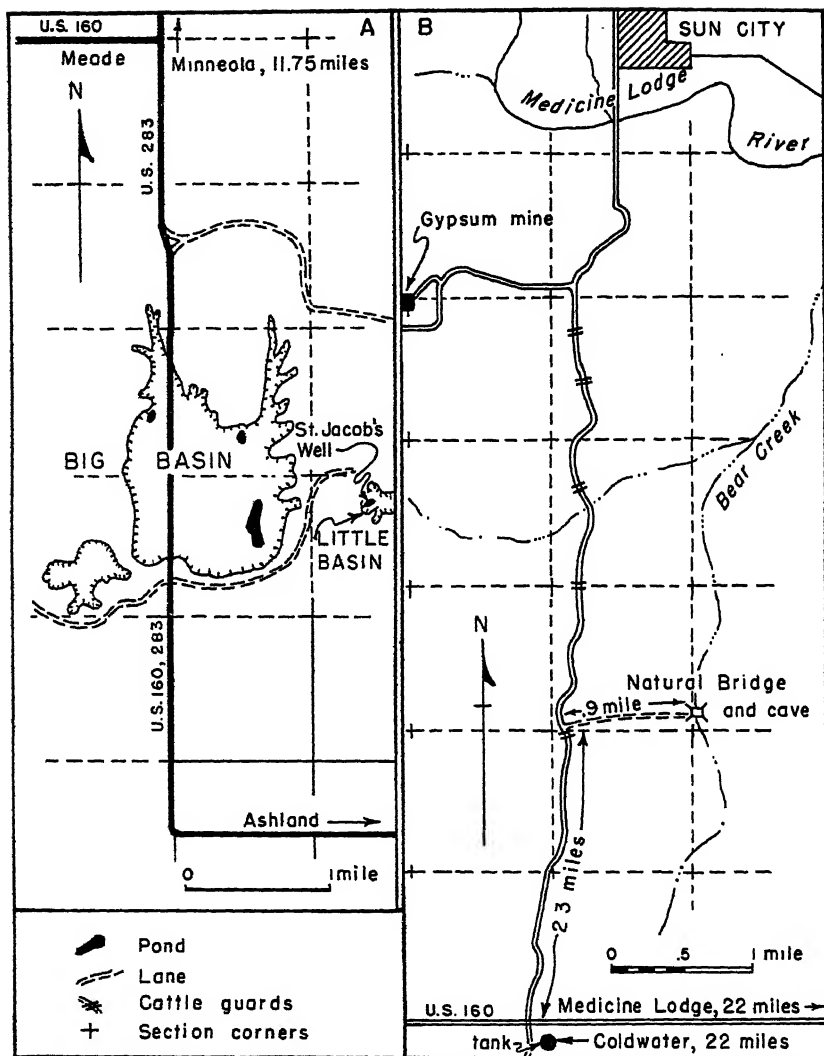 U.S. 160
A
Meade
Minneola, 11.75 miles
N
U.S. 283
St. Jacob's
Well
BIG BASIN
LITTLE
BASIN
U.S. 160, 283
Ashland
0 1 mile
Pond
Lane
Cattle guards
Section corners
B
SUN CITY
Medicine Lodge
River
Gypsum mine
Bear Creek
N
Natural Bridge
.9 mile
and cave
2.3 miles
0 .5 1 mile
U.S. 160
Medicine Lodge, 22 miles
tank
Coldwater, 22 miles